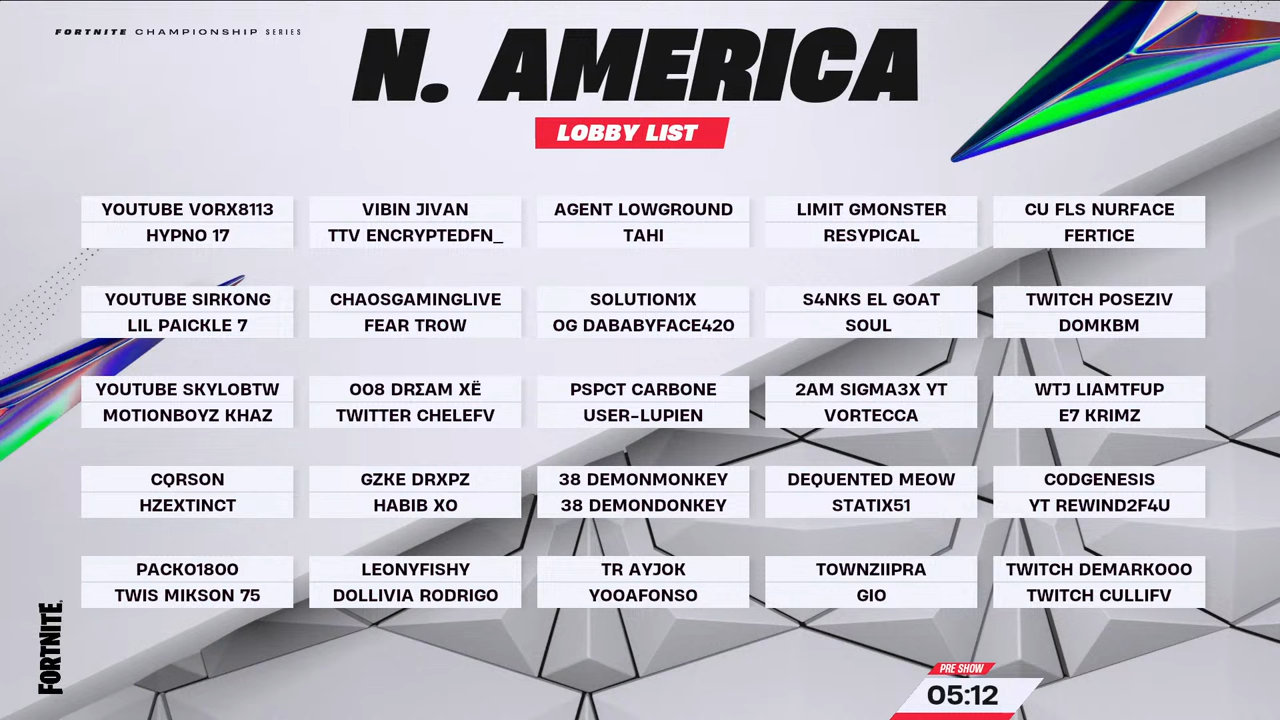 FORTNITE CHAMPIONSHIP SERIES
N. AMERICA
LOBBY LIST
YOUTUBE VORX8113
HYPNO 17
VIBIN JIVAN
TTV ENCRYPTEDFN_
AGENT LOWGROUND
TAHI
LIMIT GMONSTER
RESYPICAL
CU FLS NURFACE
FERTICE
YOUTUBE SIRKONG
LIL PAICKLE 7
CHAOSGAMINGLIVE
FEAR TROW
SOLUTION1X
OG DABABYFACE420
S4NKS EL GOAT
SOUL
TWITCH POSEZIV
DOMKBM
YOUTUBE SKYLOBTW
MOTIONBOYZ KHAZ
008 DRΣAM XË
TWITTER CHELEFV
PSPCT CARBONE
USER-LUPIEN
2AM SIGMA3X YT
VORTECCA
WTJ LIAMTFUP
E7 KRIMZ
CQRSON
HZEXTINCT
GZKE DRXPZ
HABIB XO
38 DEMONMONKEY
38 DEMONDONKEY
DEQUENTED MEOW
STATIX51
CODGENESIS
YT REWIND2F4U
PACKO1800
TWIS MIKSON 75
LEONYFISHY
DOLLIVIA RODRIGO
TR AYJOK
YOOAFONSO
TOWNZIIPRA
GIO
TWITCH DEMARKOOO
TWITCH CULLIFV
FORTNITE
PRE SHOW
05:12